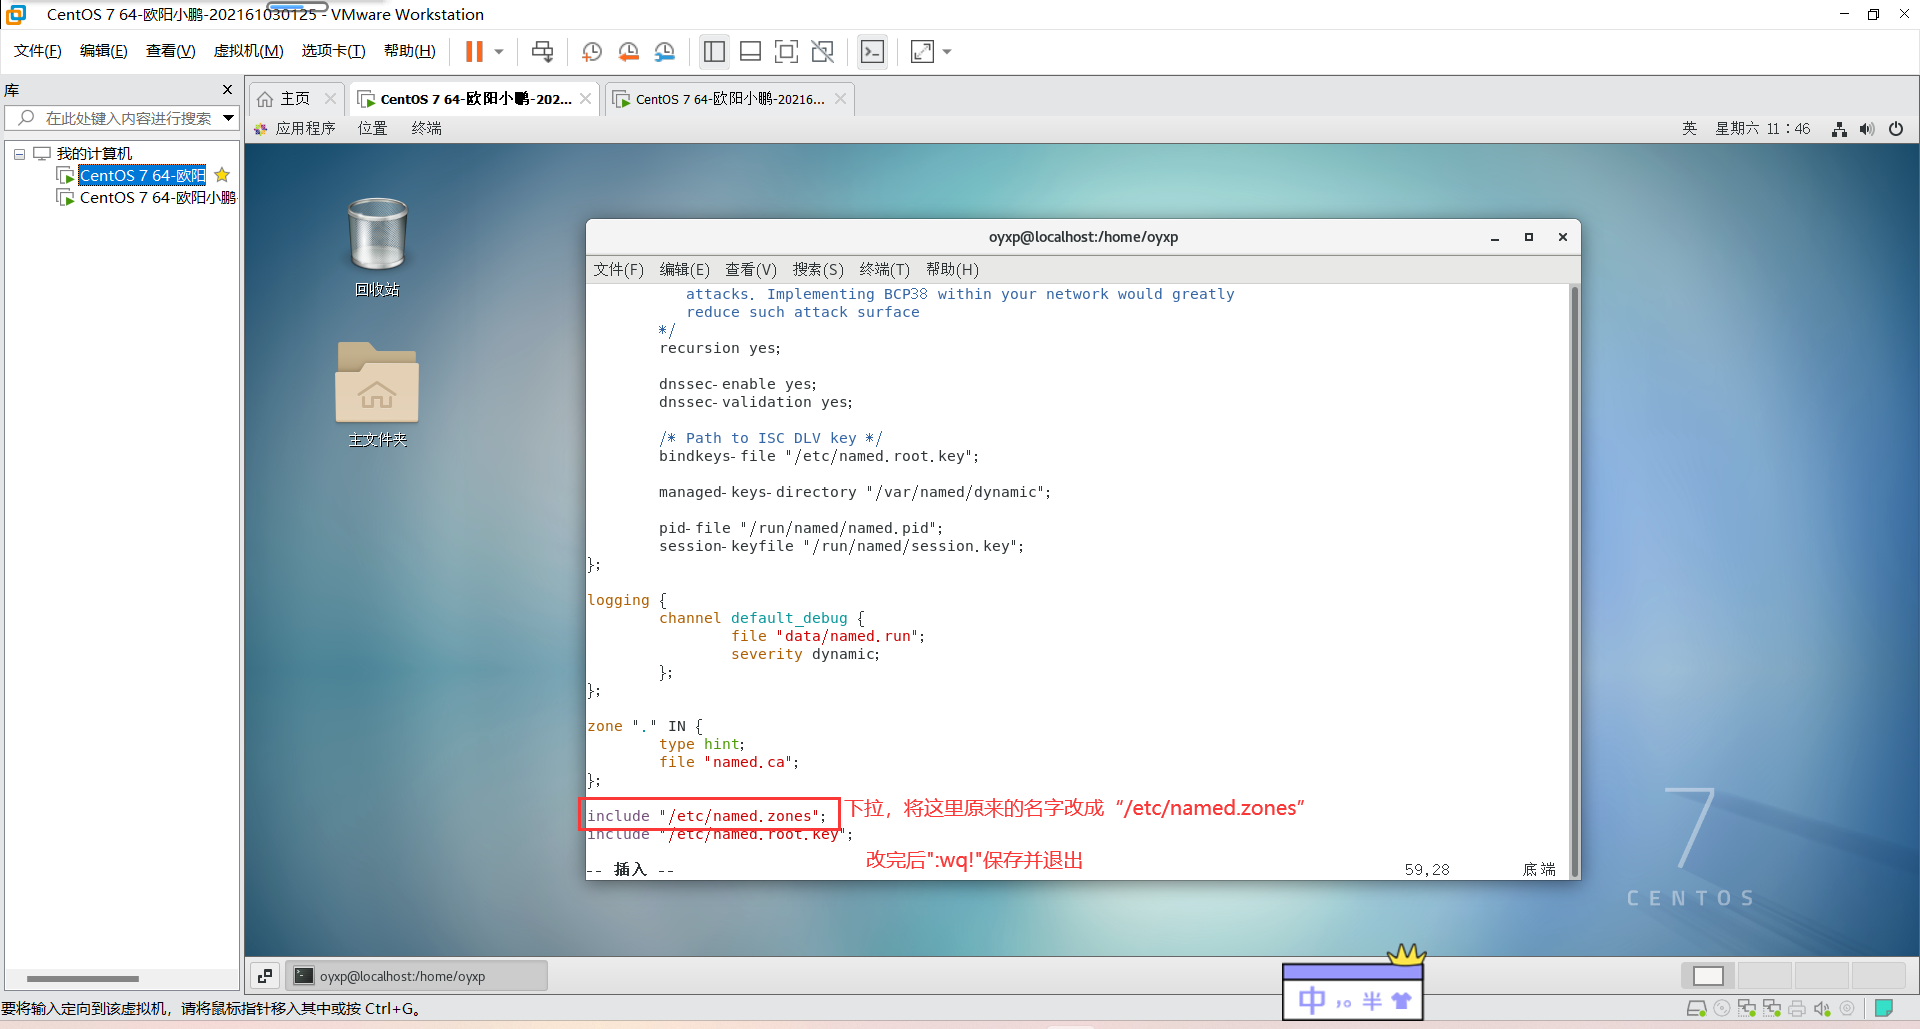 CentOS 7 64-欧阳小鹏-202161030125 - VMware Workstation
文件(F) 编辑(E) 查看(V) 虚拟机(M) 选项卡(T) 帮助(H)
库
在此处键入内容进行搜索
我的计算机
CentOS 7 64-欧阳
CentOS 7 64-欧阳小鹏-
主页
CentOS 7 64-欧阳小鹏-202...
CentOS 7 64-欧阳小鹏-20216...
应用程序 位置 终端
英 星期六 11:46
回收站
主文件夹
oyxp@localhost:/home/oyxp
文件(F) 编辑(E) 查看(V) 搜索(S) 终端(T) 帮助(H)
attacks. Implementing BCP38 within your network would greatly
reduce such attack surface
*/
recursion yes;
dnssec-enable yes;
dnssec-validation yes;
/* Path to ISC DLV key */
bindkeys-file "/etc/named.root.key";
managed-keys-directory "/var/named/dynamic";
pid-file "/run/named/named.pid";
session-keyfile "/run/named/session.key";
};
logging {
channel default_debug {
file "data/named.run";
severity dynamic;
};
};
zone "." IN {
type hint;
file "named.ca";
};
include "/etc/named.zones";
下拉，将这里原来的名字改成“/etc/named.zones”
include "/etc/named.root.key";
改完后":wq!"保存并退出
-- 插入 --
59,28
底端
7
CENTOS
oyxp@localhost:/home/oyxp
中 ,。 半
要将输入定向到该虚拟机，请将鼠标指针移入其中或按 Ctrl+G。